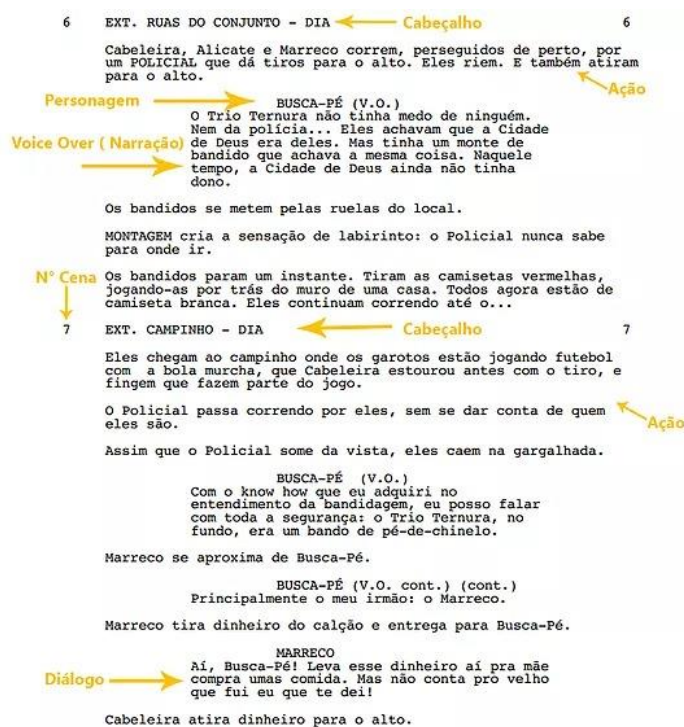 6 EXT. RUAS DO CONJUNTO - DIA Cabeçalho 6
Cabeleira, Alicate e Marreco correm, perseguidos de perto, por
um POLICIAL que dá tiros para o alto. Eles riem. E também atiram
para o alto.
Ação
Personagem BUSCA-PÉ (V.O.)
O Trio Ternura não tinha medo de ninguém.
Nem da polícia... Eles achavam que a Cidade
Voice Over ( Narração) de Deus era deles. Mas tinha um monte de
bandido que achava a mesma coisa. Naquele
tempo, a Cidade de Deus ainda não tinha
dono.
Os bandidos se metem pelas ruelas do local.
MONTAGEM cria a sensação de labirinto: o Policial nunca sabe
para onde ir.
N° Cena Os bandidos param um instante. Tiram as camisetas vermelhas,
jogando-as por trás do muro de uma casa. Todos agora estão de
camiseta branca. Eles continuam correndo até o...
7 EXT. CAMPINHO - DIA Cabeçalho 7
Eles chegam ao campinho onde os garotos estão jogando futebol
com a bola murcha, que Cabeleira estourou antes com o tiro, e
fingem que fazem parte do jogo.
O Policial passa correndo por eles, sem se dar conta de quem
eles são.
Ação
Assim que o Policial some da vista, eles caem na gargalhada.
BUSCA-PÉ (V.O.)
Com o know how que eu adquiri no
entendimento da bandidagem, eu posso falar
com toda a segurança: o Trio Ternura, no
fundo, era um bando de pé-de-chinelo.
Marreco se aproxima de Busca-Pé.
BUSCA-PÉ (V.O. cont.) (cont.)
Principalmente o meu irmão: o Marreco.
Marreco tira dinheiro do calção e entrega para Busca-Pé.
MARRECO
Aí, Busca-Pé! Leva esse dinheiro aí pra mãe
Diálogo compra umas comida. Mas não conta pro velho
que fui eu que te dei!
Cabeleira atira dinheiro para o alto.